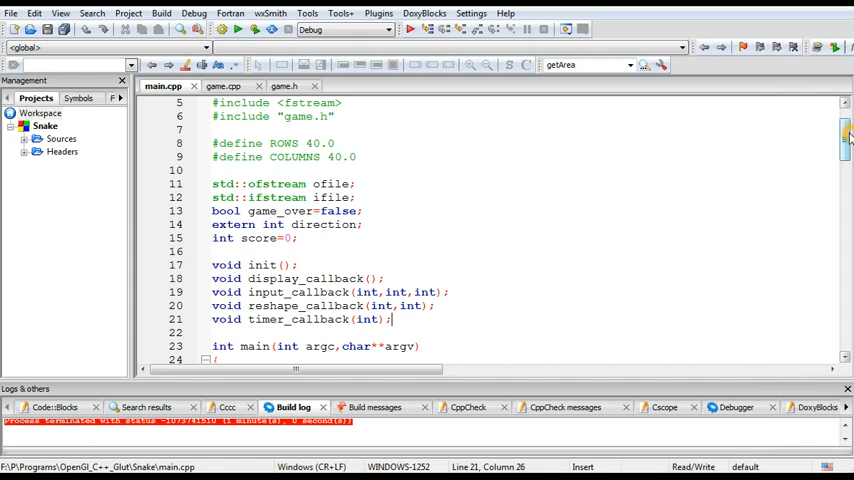 File Edit View Search Project Build Debug Fortran wxSmith Tools Tools+ Plugins DoxyBlocks Settings Help
Debug
<global>
getArea
Management
Projects Symbols F
Workspace
Snake
Sources
Headers
main.cpp game.cpp game.h
5 #include <fstream>
6 #include "game.h"
7
8 #define ROWS 40.0
9 #define COLUMNS 40.0
10
11 std::ofstream ofile;
12 std::ifstream ifile;
13 bool game_over=false;
14 extern int direction;
15 int score=0;
16
17 void init();
18 void display_callback();
19 void input_callback(int,int,int);
20 void reshape_callback(int,int);
21 void timer_callback(int);
22
23 int main(int argc,char**argv)
24 {
Logs & others
Code::Blocks Search results Cccc Build log Build messages CppCheck CppCheck messages Cscope Debugger DoxyBlocks
Process terminated with status -1073741510 (1 minute(s), 0 second(s))
F:\P\Programs\OpenGl_C++_Glut\Snake\main.cpp Windows (CR+LF) WINDOWS-1252 Line 21, Column 26 Insert Read/Write default